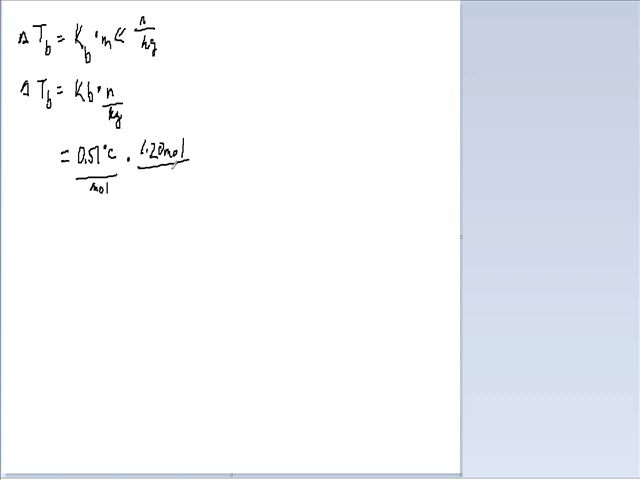 ΔT_b = K_b · m ← n/kg
ΔT_b = Kb · n/kg
= 0.51°C/mol · 1.20mol